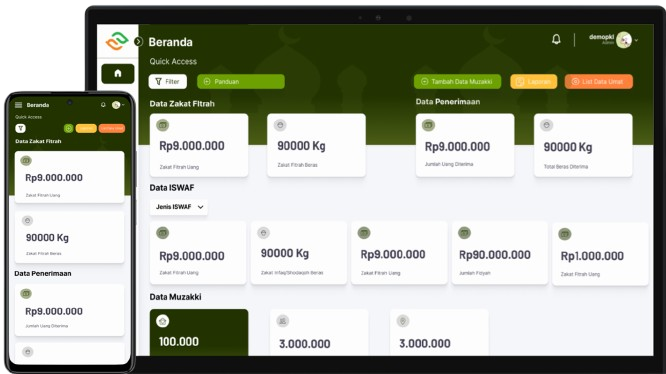 Beranda
demopkl
Admin
Quick Access
Filter
Panduan
Tambah Data Muzakki
Laporan
List Data Umat
Data Zakat Fitrah
Data Penerimaan
Rp9.000.000
90000 Kg
Rp9.000.000
90000 Kg
Zakat Fitrah Uang
Zakat Fitrah Beras
Jumlah Uang Diterima
Total Beras Diterima
Data ISWAF
Jenis ISWAF
Rp9.000.000
90000 Kg
Rp9.000.000
Rp90.000.000
Rp1.000.000
Zakat Fitrah Uang
Zakat Infaq/Shodaqoh Beras
Zakat Fitrah Uang
Jumlah Fidyah
Zakat Fitrah Uang
Data Muzakki
100.000
3.000.000
3.000.000
Beranda
Quick Access
Data Zakat Fitrah
Rp9.000.000
Zakat Fitrah Uang
90000 Kg
Zakat Fitrah Beras
Data Penerimaan
Rp9.000.000
Jumlah Uang Diterima